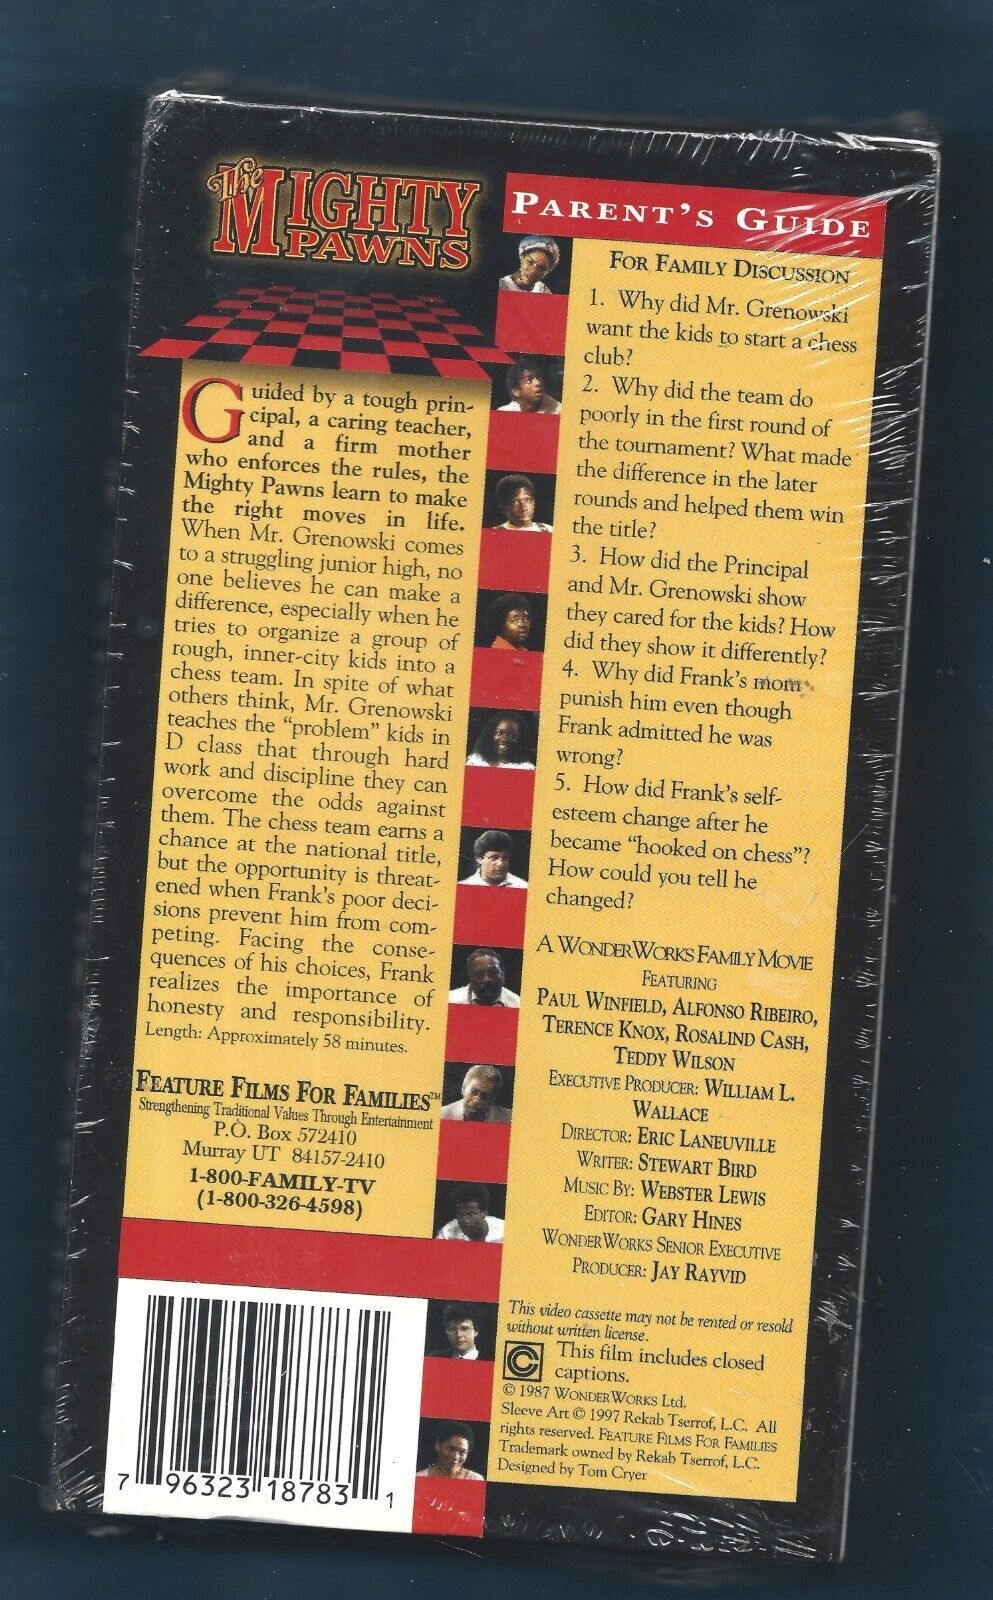 The Mighty
Pawns
Guided by a tough prin-
cipal, a caring teacher,
and a firm mother
who enforces the rules, the
Mighty Pawns learn to make
the right moves in life.
When Mr. Grenowski comes
to a struggling junior high, no
one believes he can make a
difference, especially when he
tries to organize a group of
rough, inner-city kids into a
chess team. In spite of what
others think, Mr. Grenowski
teaches the “problem” kids in
D class that through hard
work and discipline they can
overcome the odds against
them. The chess team earns a
chance at the national title,
but the opportunity is threat-
ened when Frank's poor deci-
sions prevent him from com-
peting. Facing the conse-
quences of his choices, Frank
realizes the importance of
honesty and responsibility.
Length: Approximately 58 minutes.
FEATURE FILMS FOR FAMILIES™
Strengthening Traditional Values Through Entertainment
P.O. Box 572410
Murray UT 84157-2410
1-800-FAMILY-TV
(1-800-326-4598)
7 96323 18783 1
PARENT'S GUIDE
FOR FAMILY DISCUSSION
1. Why did Mr. Grenowski
want the kids to start a chess
club?
2. Why did the team do
poorly in the first round of
the tournament? What made
the difference in the later
rounds and helped them win
the title?
3. How did the Principal
and Mr. Grenowski show
they cared for the kids? How
did they show it differently?
4. Why did Frank's mom
punish him even though
Frank admitted he was
wrong?
5. How did Frank's self-
esteem change after he
became “hooked on chess”?
How could you tell he
changed?
A WONDERWORKS FAMILY MOVIE
FEATURING
PAUL WINFIELD, ALFONSO RIBEIRO,
TERENCE KNOX, ROSALIND CASH,
TEDDY WILSON
EXECUTIVE PRODUCER: WILLIAM L.
WALLACE
DIRECTOR: ERIC LANEUVILLE
WRITER: STEWART BIRD
MUSIC BY: WEBSTER LEWIS
EDITOR: GARY HINES
WONDERWORKS SENIOR EXECUTIVE
PRODUCER: JAY RAYVID
This video cassette may not be rented or resold
without written license.
This film includes closed
captions.
© 1987 WONDERWORKS Ltd.
Sleeve Art © 1997 Rekab Tserrof, L.C. All
rights reserved. FEATURE FILMS FOR FAMILIES
Trademark owned by Rekab Tserrof, L.C.
Designed by Tom Cryer